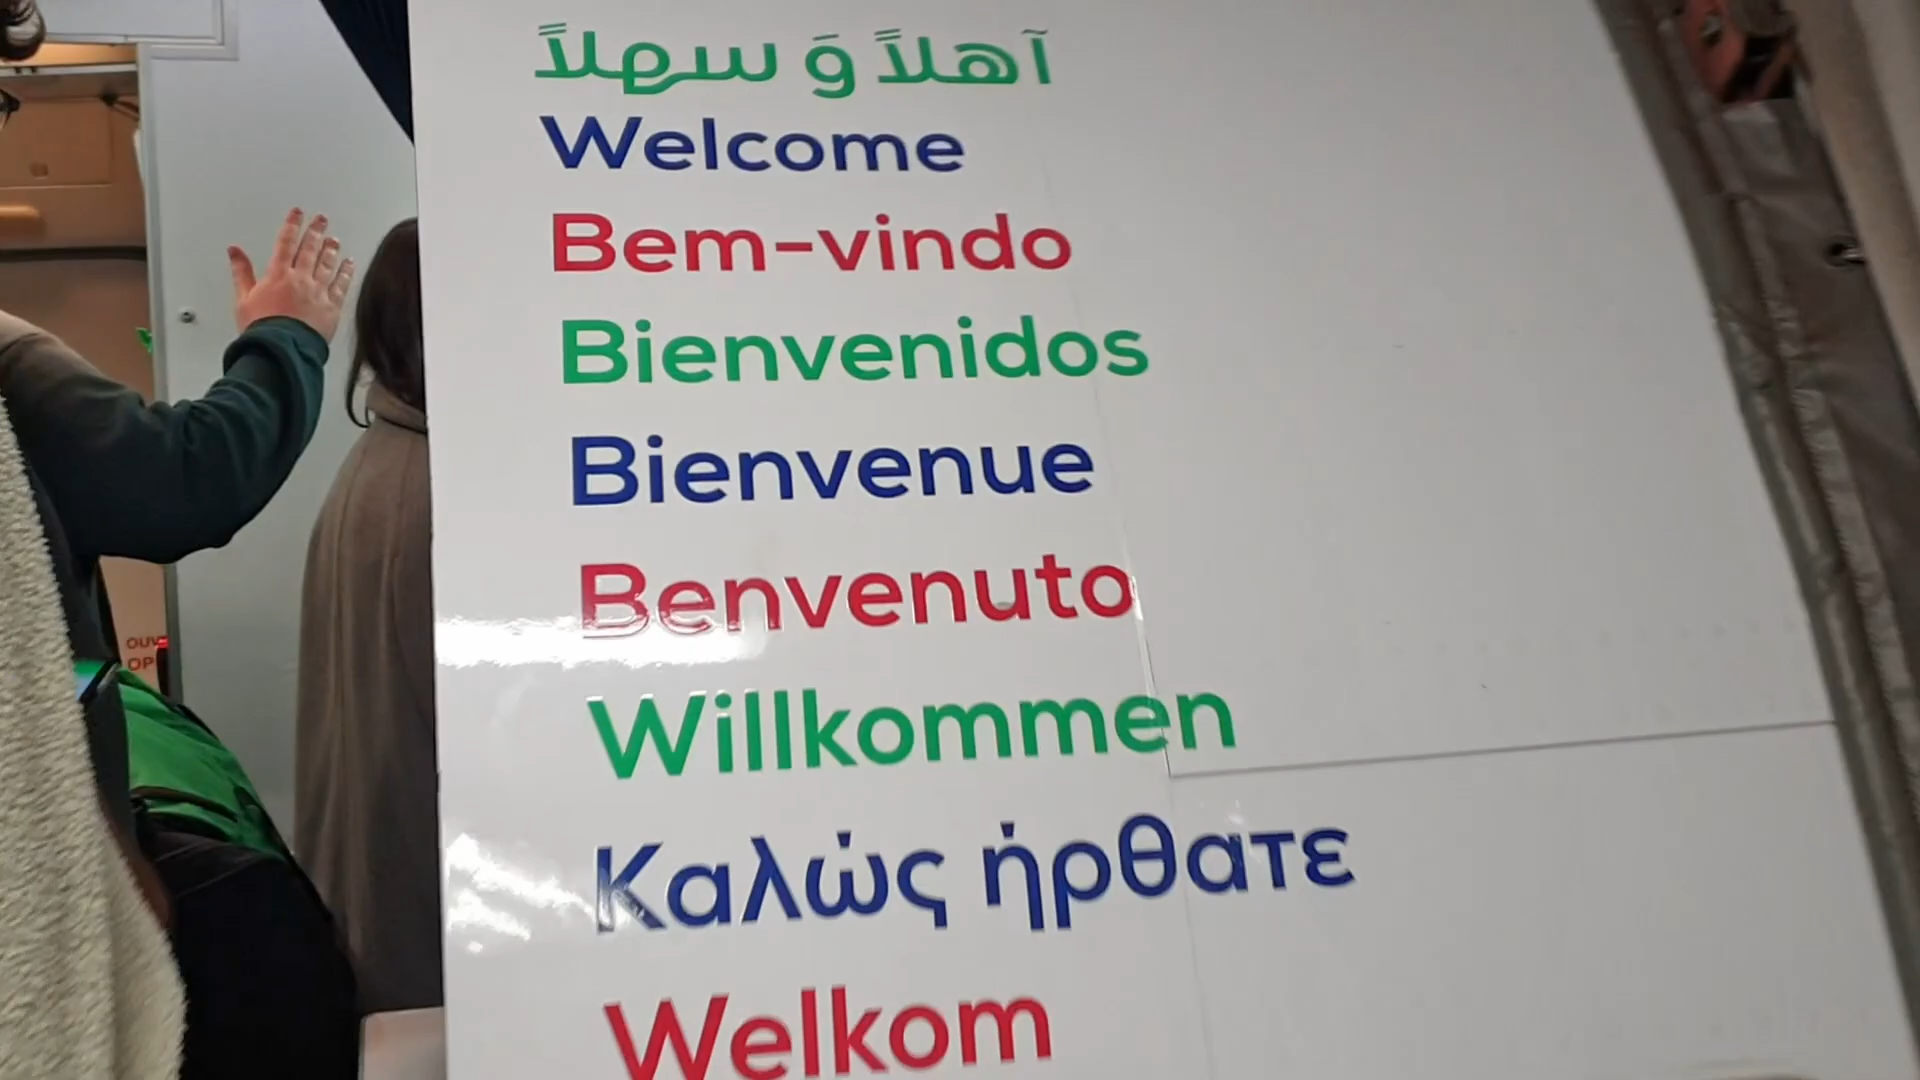 آهلاً وَ سهلاً
Welcome
Bem-vindo
Bienvenidos
Bienvenue
Benvenuto
Willkommen
Καλώς ήρθατε
Welkom